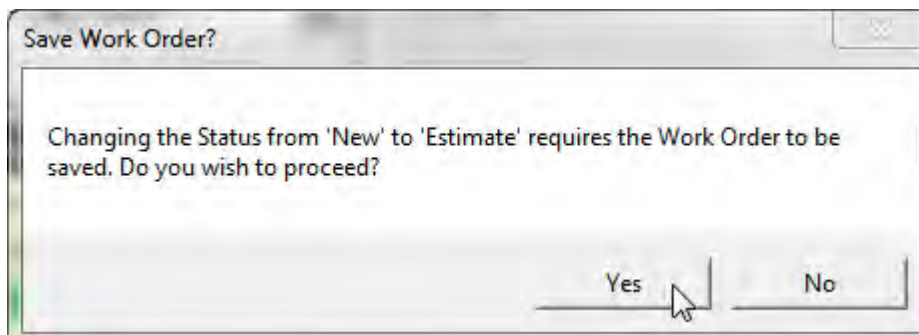 Save Work Order?
Changing the Status from 'New' to 'Estimate' requires the Work Order to be
saved. Do you wish to proceed?
Yes
No